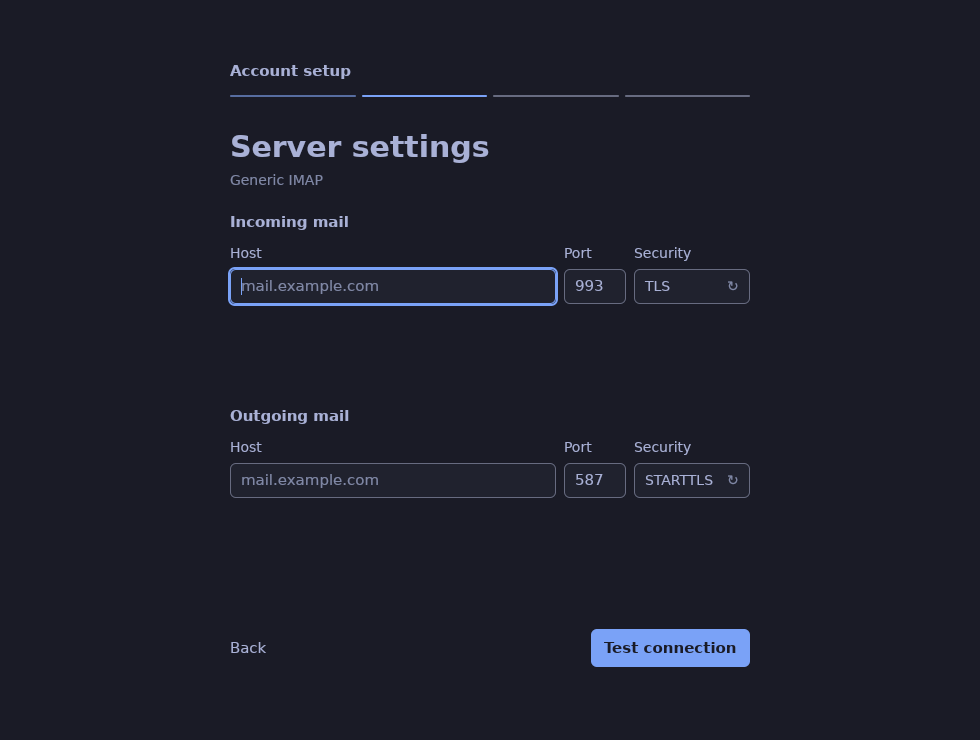 Account setup
Server settings
Generic IMAP
Incoming mail
Host Port Security
mail.example.com 993 TLS ↻
Outgoing mail
Host Port Security
mail.example.com 587 STARTTLS ↻
Back Test connection